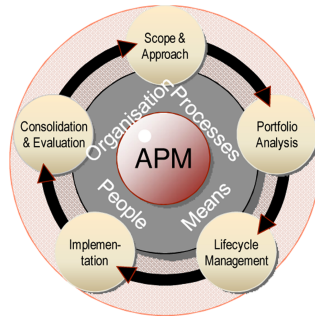 Scope &
Approach
Portfolio
Analysis
Lifecycle
Management
Implemen-
tation
Consolidation
& Evaluation
Organisation
Processes
People
Means
APM